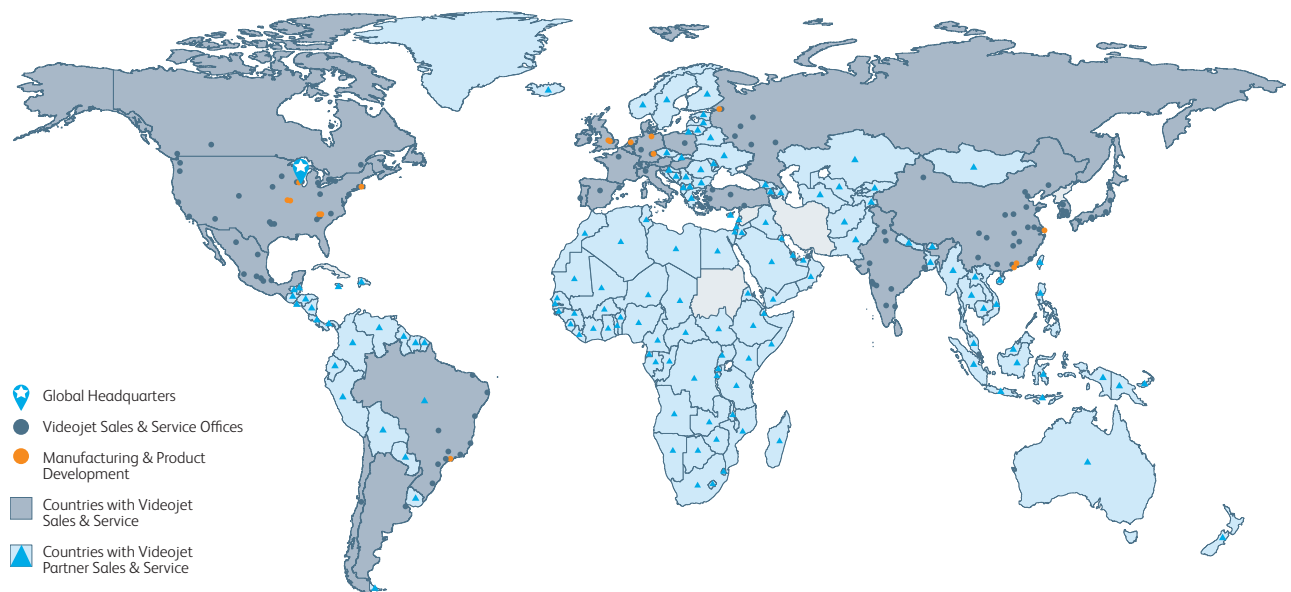 Global Headquarters
Videojet Sales & Service Offices
Manufacturing & Product
Development
Countries with Videojet
Sales & Service
Countries with Videojet
Partner Sales & Service